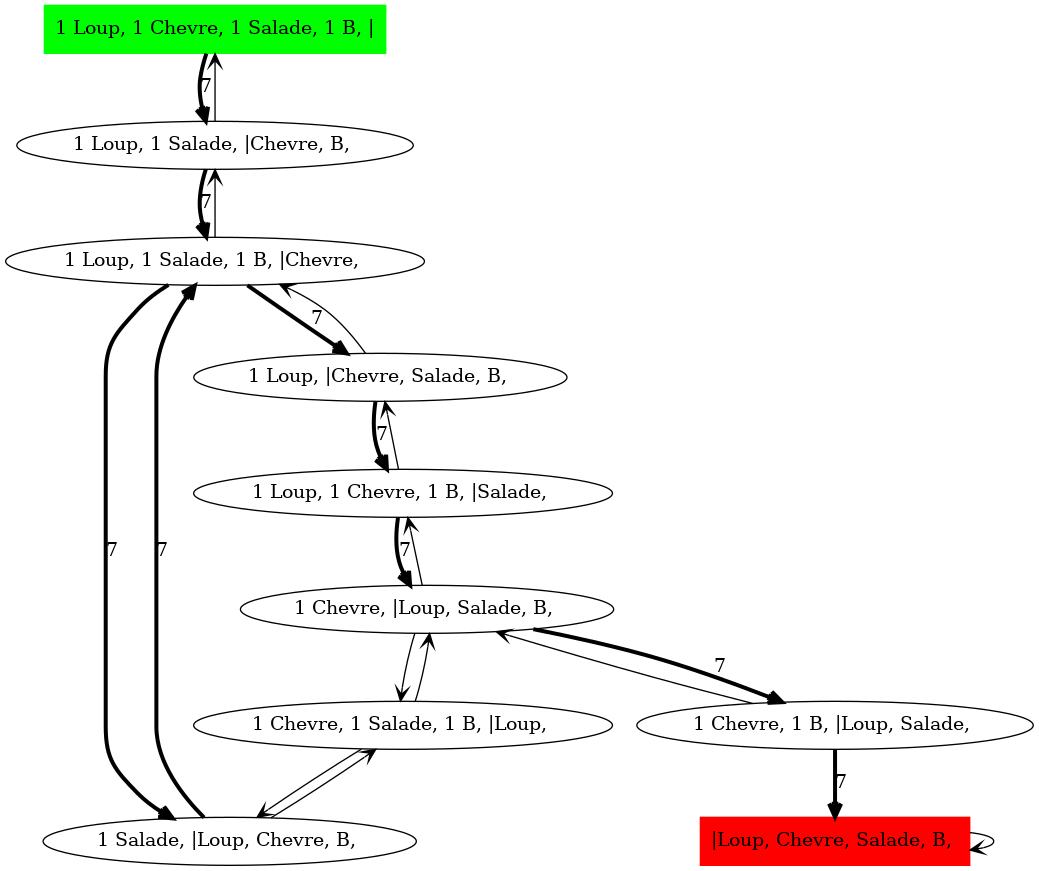 1 Loup, 1 Chevre, 1 Salade, 1 B, |
7
1 Loup, 1 Salade, |Chevre, B,
7
1 Loup, 1 Salade, 1 B, |Chevre,
7
1 Loup, |Chevre, Salade, B,
7
1 Loup, 1 Chevre, 1 B, |Salade,
7
7
7
1 Chevre, |Loup, Salade, B,
7
1 Chevre, 1 Salade, 1 B, |Loup,
1 Chevre, 1 B, |Loup, Salade,
7
1 Salade, |Loup, Chevre, B,
|Loup, Chevre, Salade, B,